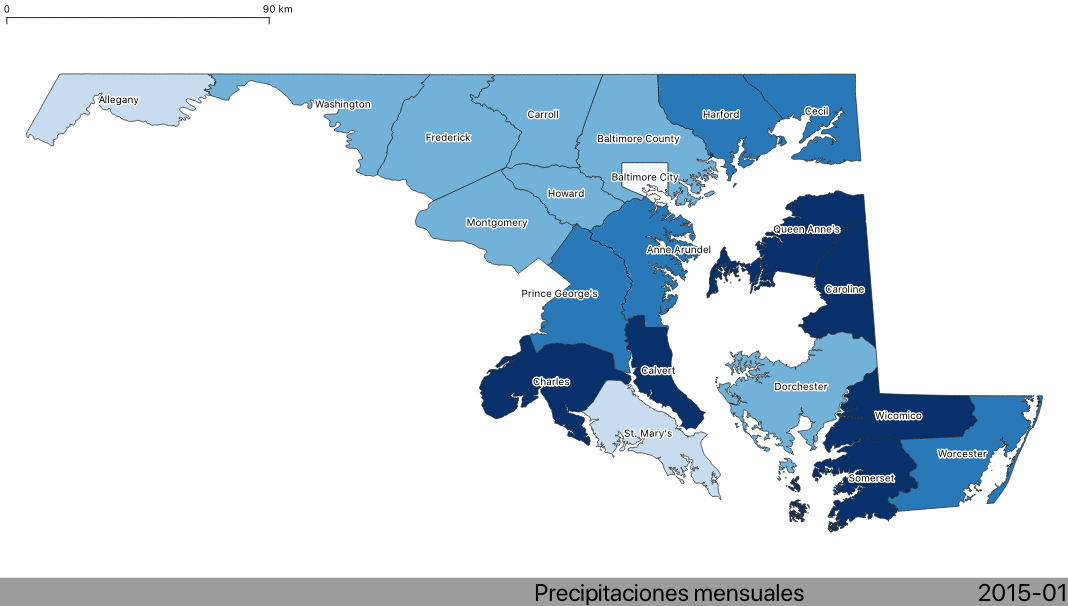 0 90 km
Allegany
Washington
Frederick
Carroll
Baltimore County
Harford
Cecil
Baltimore City
Howard
Montgomery
Anne Arundel
Queen Anne's
Prince George's
Caroline
Calvert
Charles
Dorchester
St. Mary's
Wicomico
Worcester
Somerset
Precipitaciones mensuales 2015-01